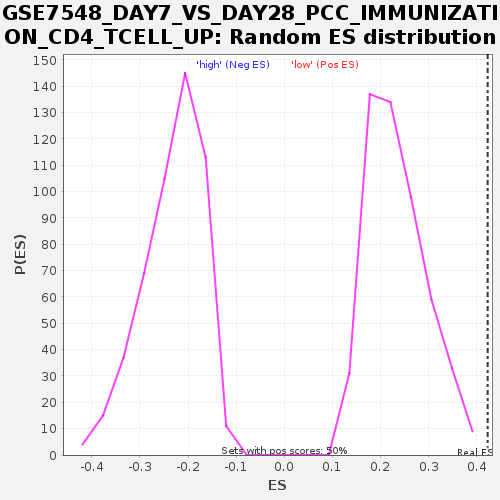 GSE7548_DAY7_VS_DAY28_PCC_IMMUNIZATI
ON_CD4_TCELL_UP: Random ES distribution
'high' (Neg ES) 'low' (Pos ES)
150
140
130
120
110
100
90
80
70
60
50
40
30
20
10
0
P(ES)
Sets with pos scores: 50%
Real ES
-0.4 -0.3 -0.2 -0.1 0.0 0.1 0.2 0.3 0.4
ES